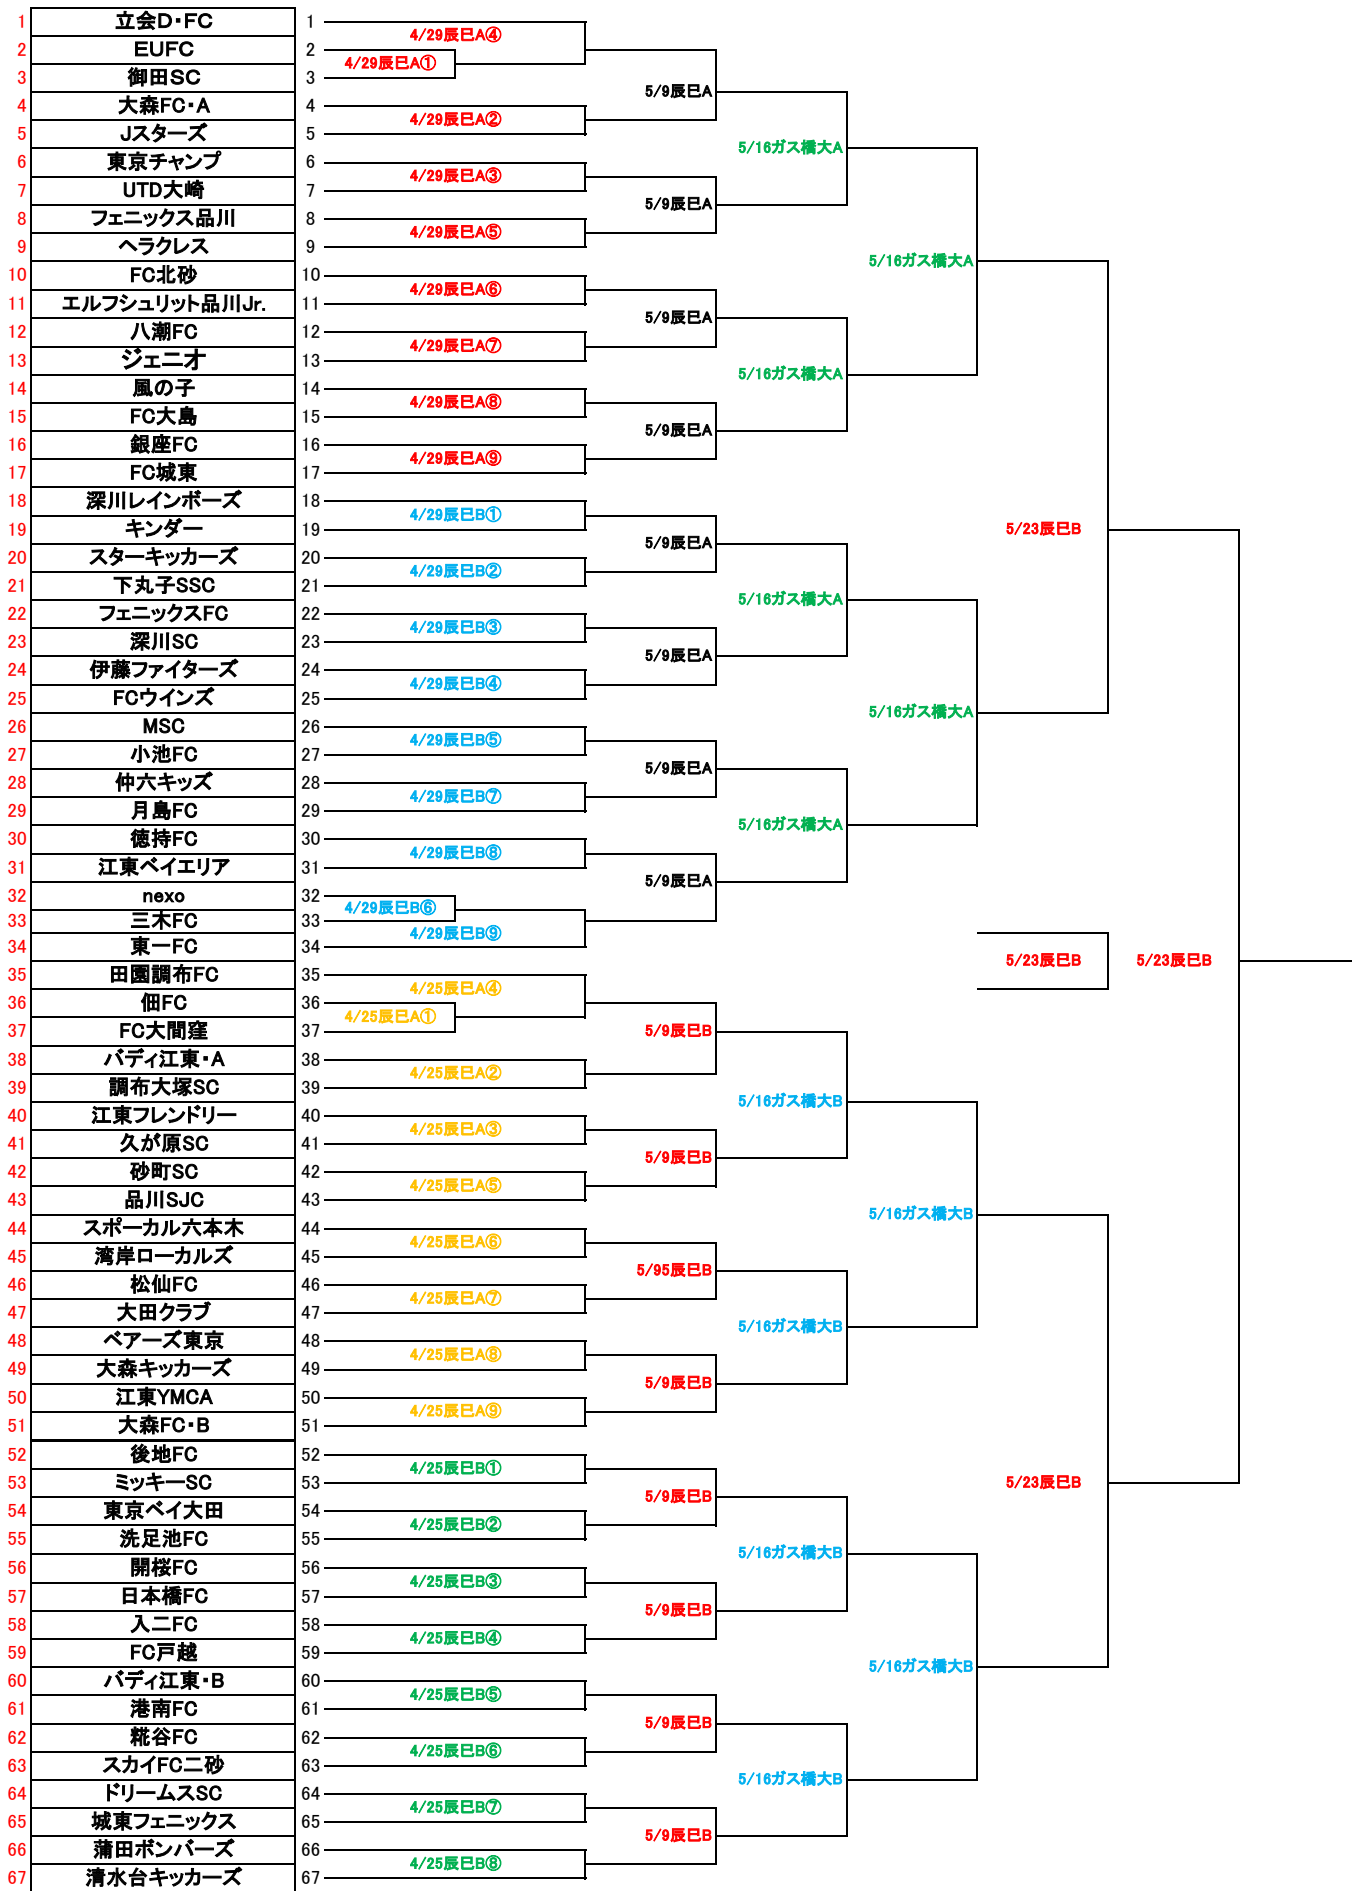 1 立会D・FC 1
4/29辰巳A④
2 EUFC 2
4/29辰巳A①
3 御田SC 3
5/9辰巳A
4 大森FC・A 4
4/29辰巳A②
5 Jスターズ 5
5/16ガス橋大A
6 東京チャンプ 6
4/29辰巳A③
7 UTD大崎 7
5/9辰巳A
8 フェニックス品川 8
4/29辰巳A⑤
9 ヘラクレス 9
5/16ガス橋大A
10 FC北砂 10
4/29辰巳A⑥
11 エルフシュリット品川Jr. 11
5/9辰巳A
12 八潮FC 12
4/29辰巳A⑦
13 ジェニオ 13
5/16ガス橋大A
14 風の子 14
4/29辰巳A⑧
15 FC大島 15
5/9辰巳A
16 銀座FC 16
4/29辰巳A⑨
17 FC城東 17
18 深川レインボーズ 18
4/29辰巳B①
19 キンダー 19
5/23辰巳B
5/9辰巳A
20 スターキッカーズ 20
4/29辰巳B②
21 下丸子SSC 21
5/16ガス橋大A
22 フェニックスFC 22
4/29辰巳B③
23 深川SC 23
5/9辰巳A
24 伊藤ファイターズ 24
4/29辰巳B④
25 FCウインズ 25
5/16ガス橋大A
26 MSC 26
4/29辰巳B⑤
27 小池FC 27
5/9辰巳A
28 仲六キッズ 28
4/29辰巳B⑦
29 月島FC 29
5/16ガス橋大A
30 徳持FC 30
4/29辰巳B⑧
31 江東ベイエリア 31
5/9辰巳A
32 nexo 32
4/29辰巳B⑥
33 三木FC 33
4/29辰巳B⑨
34 東一FC 34
5/23辰巳B 5/23辰巳B
35 田園調布FC 35
4/25辰巳A④
36 佃FC 36
4/25辰巳A①
37 FC大間窪 37
5/9辰巳B
38 バディ江東・A 38
4/25辰巳A②
39 調布大塚SC 39
5/16ガス橋大B
40 江東フレンドリー 40
4/25辰巳A③
41 久が原SC 41
5/9辰巳B
42 砂町SC 42
4/25辰巳A⑤
43 品川SJC 43
5/16ガス橋大B
44 スポーカル六本木 44
4/25辰巳A⑥
45 湾岸ローカルズ 45
5/95辰巳B
46 松仙FC 46
4/25辰巳A⑦
47 大田クラブ 47
5/16ガス橋大B
48 ベアーズ東京 48
4/25辰巳A⑧
49 大森キッカーズ 49
5/9辰巳B
50 江東YMCA 50
4/25辰巳A⑨
51 大森FC・B 51
52 後地FC 52
4/25辰巳B①
53 ミッキーSC 53
5/23辰巳B
5/9辰巳B
54 東京ベイ大田 54
4/25辰巳B②
55 洗足池FC 55
5/16ガス橋大B
56 開桜FC 56
4/25辰巳B③
57 日本橋FC 57
5/9辰巳B
58 入二FC 58
4/25辰巳B④
59 FC戸越 59
5/16ガス橋大B
60 バディ江東・B 60
4/25辰巳B⑤
61 港南FC 61
5/9辰巳B
62 糀谷FC 62
4/25辰巳B⑥
63 スカイFC二砂 63
5/16ガス橋大B
64 ドリームスSC 64
4/25辰巳B⑦
65 城東フェニックス 65
5/9辰巳B
66 蒲田ボンバーズ 66
4/25辰巳B⑧
67 清水台キッカーズ 67